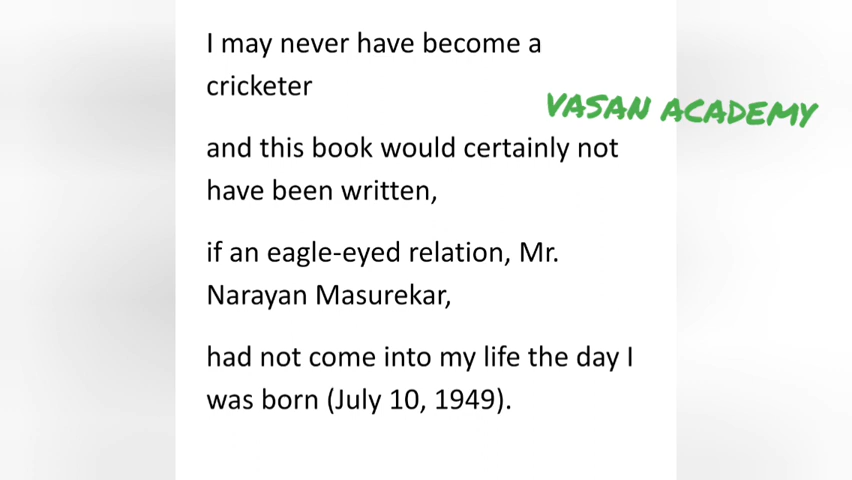 I may never have become a
cricketer
VASAN ACADEMY
and this book would certainly not
have been written,
if an eagle-eyed relation, Mr.
Narayan Masurekar,
had not come into my life the day I
was born (July 10, 1949).